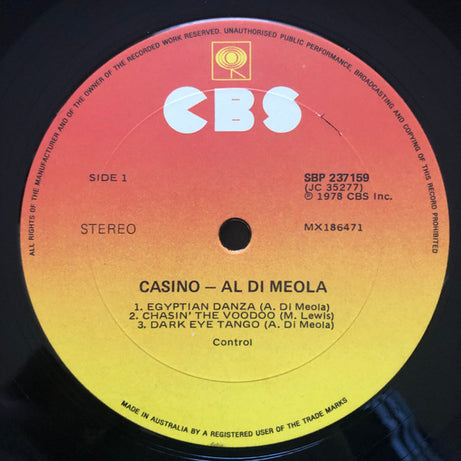 ALL RIGHTS OF THE MANUFACTURER AND OF THE OWNER OF THE RECORDED WORK RESERVED. UNAUTHORISED PUBLIC PERFORMANCE, BROADCASTING AND COPYING OF THIS RECORD PROHIBITED
CBS
SIDE 1
SBP 237159
(JC 35277)
℗ 1978 CBS Inc.
STEREO
MX186471
CASINO – AL DI MEOLA
1. EGYPTIAN DANZA (A. Di Meola)
2. CHASIN' THE VOODOO (M. Lewis)
3. DARK EYE TANGO (A. Di Meola)
Control
MADE IN AUSTRALIA BY A REGISTERED USER OF THE TRADE MARKS